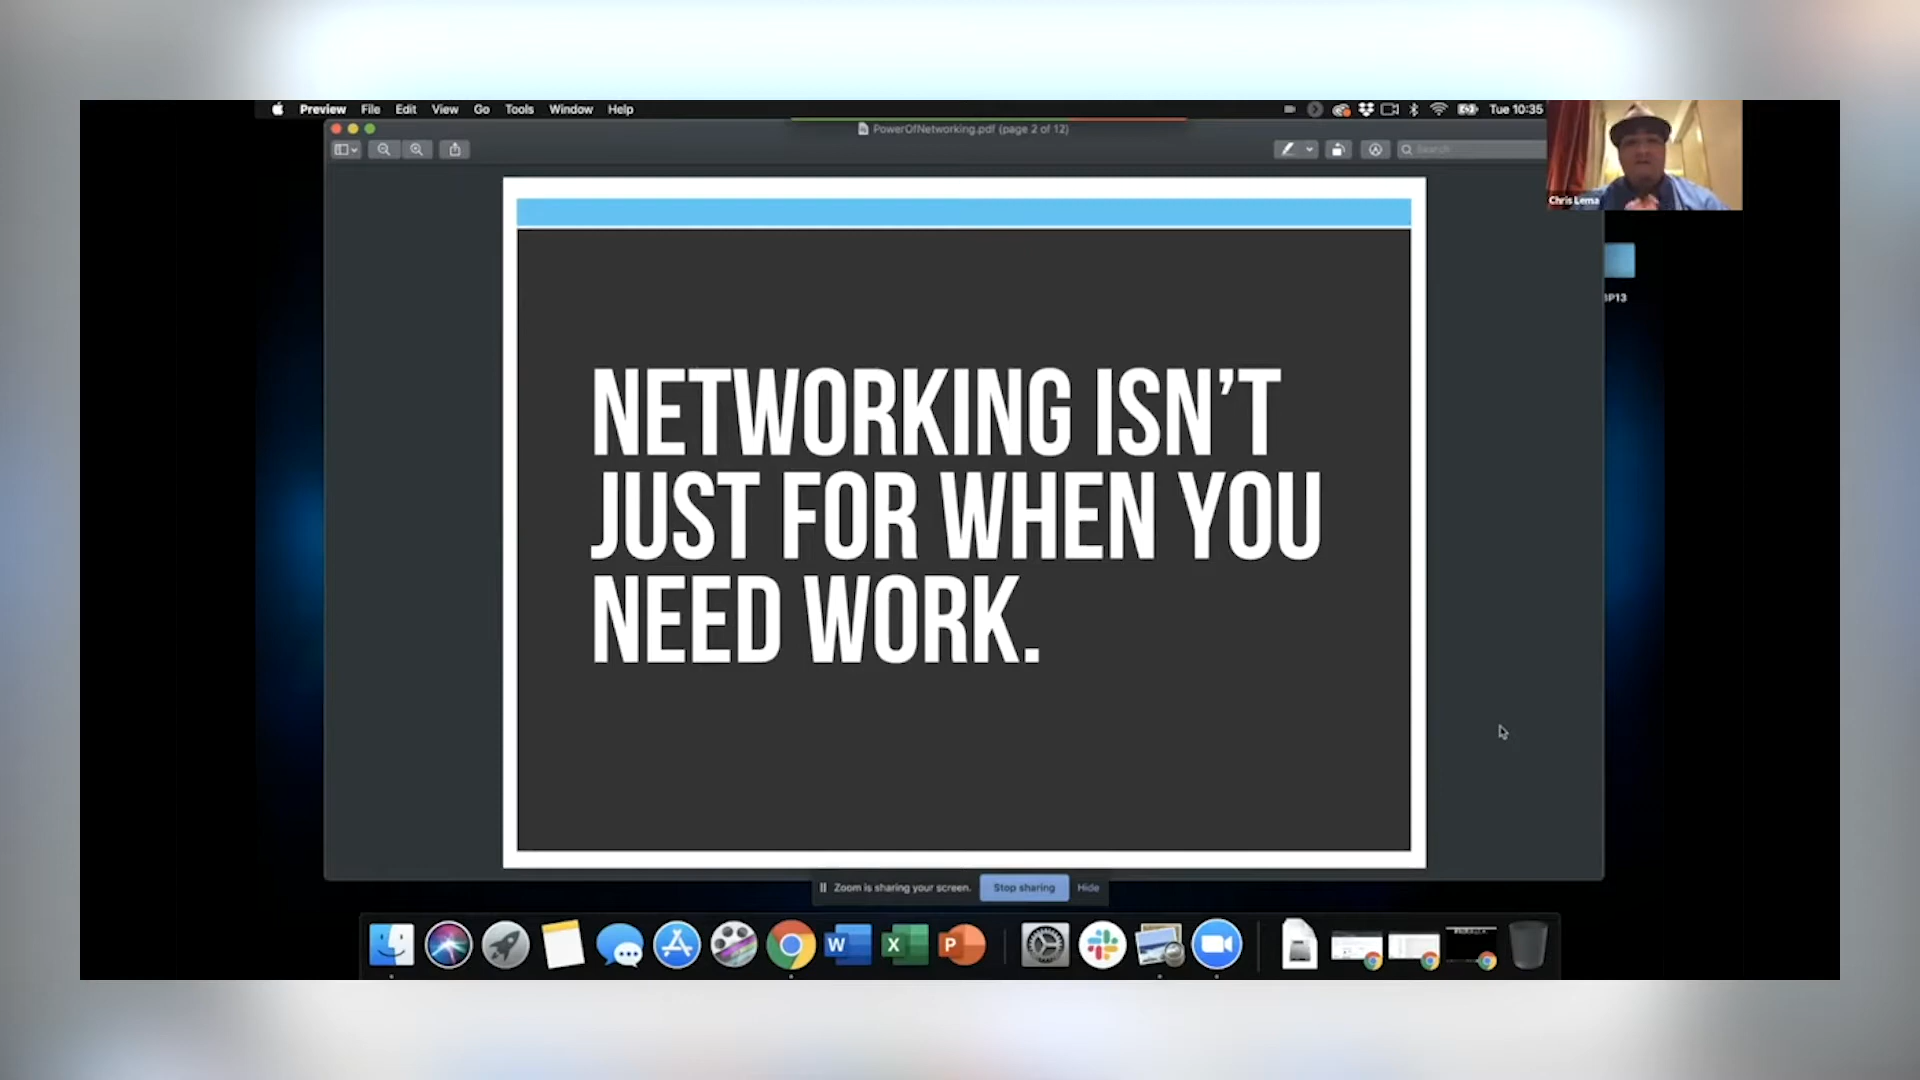 Preview File Edit View Go Tools Window Help
Tue 10:35
PowerOfNetworking.pdf (page 2 of 12)
Search
Chris Lema
NETWORKING ISN’T
JUST FOR WHEN YOU
NEED WORK.
Zoom is sharing your screen. Stop sharing Hide
W X P